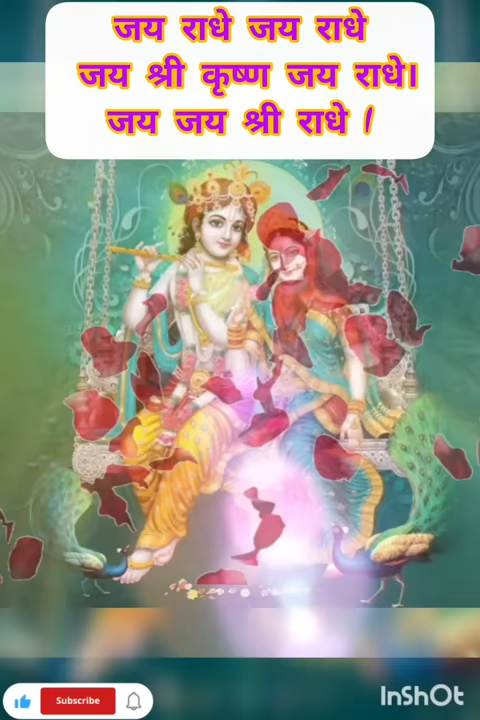 जय राधे जय राधे
जय श्री कृष्ण जय राधे।
जय जय श्री राधे !
Subscribe
InShOt